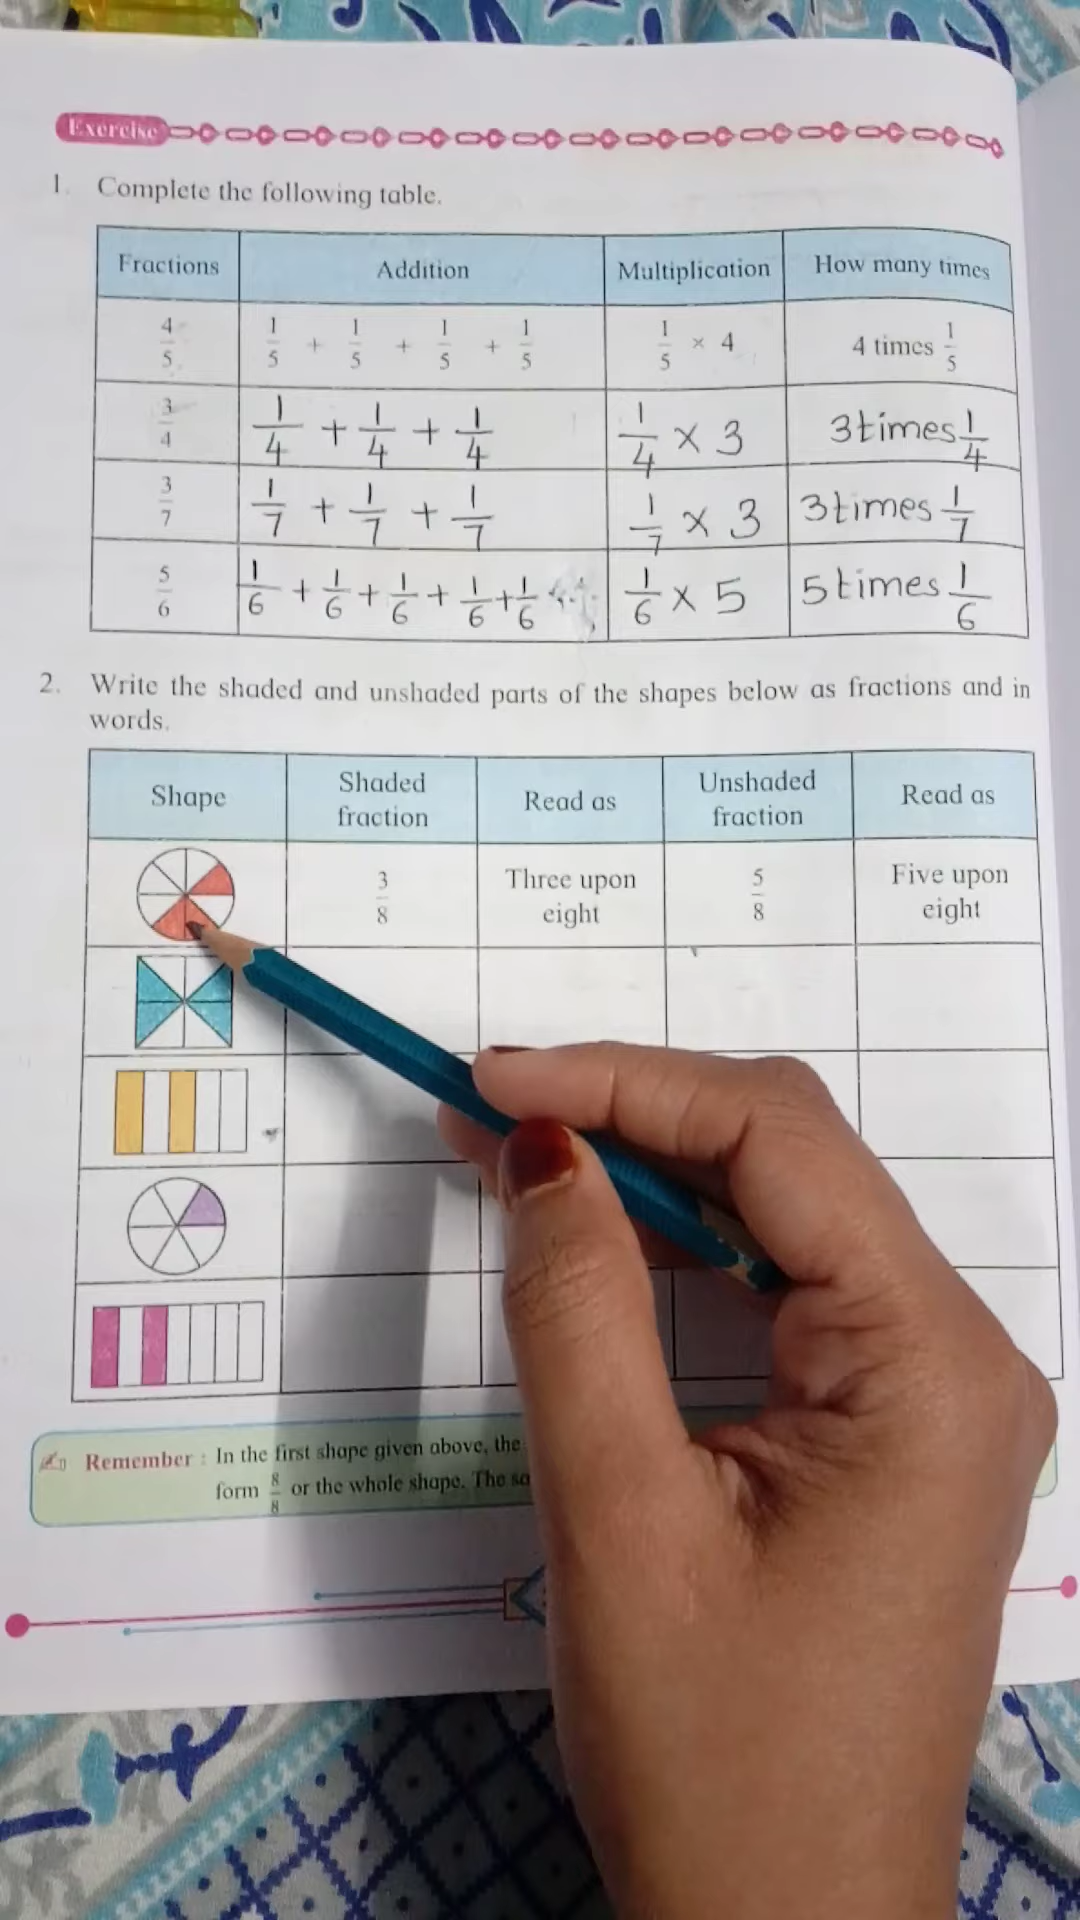 Exercise
1. Complete the following table.
Fractions Addition Multiplication How many times
4/5 1/5 + 1/5 + 1/5 + 1/5 1/5 × 4 4 times 1/5
3/4 1/4 + 1/4 + 1/4 1/4 × 3 3 times 1/4
3/7 1/7 + 1/7 + 1/7 1/7 × 3 3 times 1/7
5/6 1/6 + 1/6 + 1/6 + 1/6 + 1/6 1/6 × 5 5 times 1/6
2. Write the shaded and unshaded parts of the shapes below as fractions and in
words.
Shape Shaded fraction Read as Unshaded fraction Read as
3/8 Three upon eight 5/8 Five upon eight
Remember : In the first shape given above, the
form 8/8 or the whole shape. The